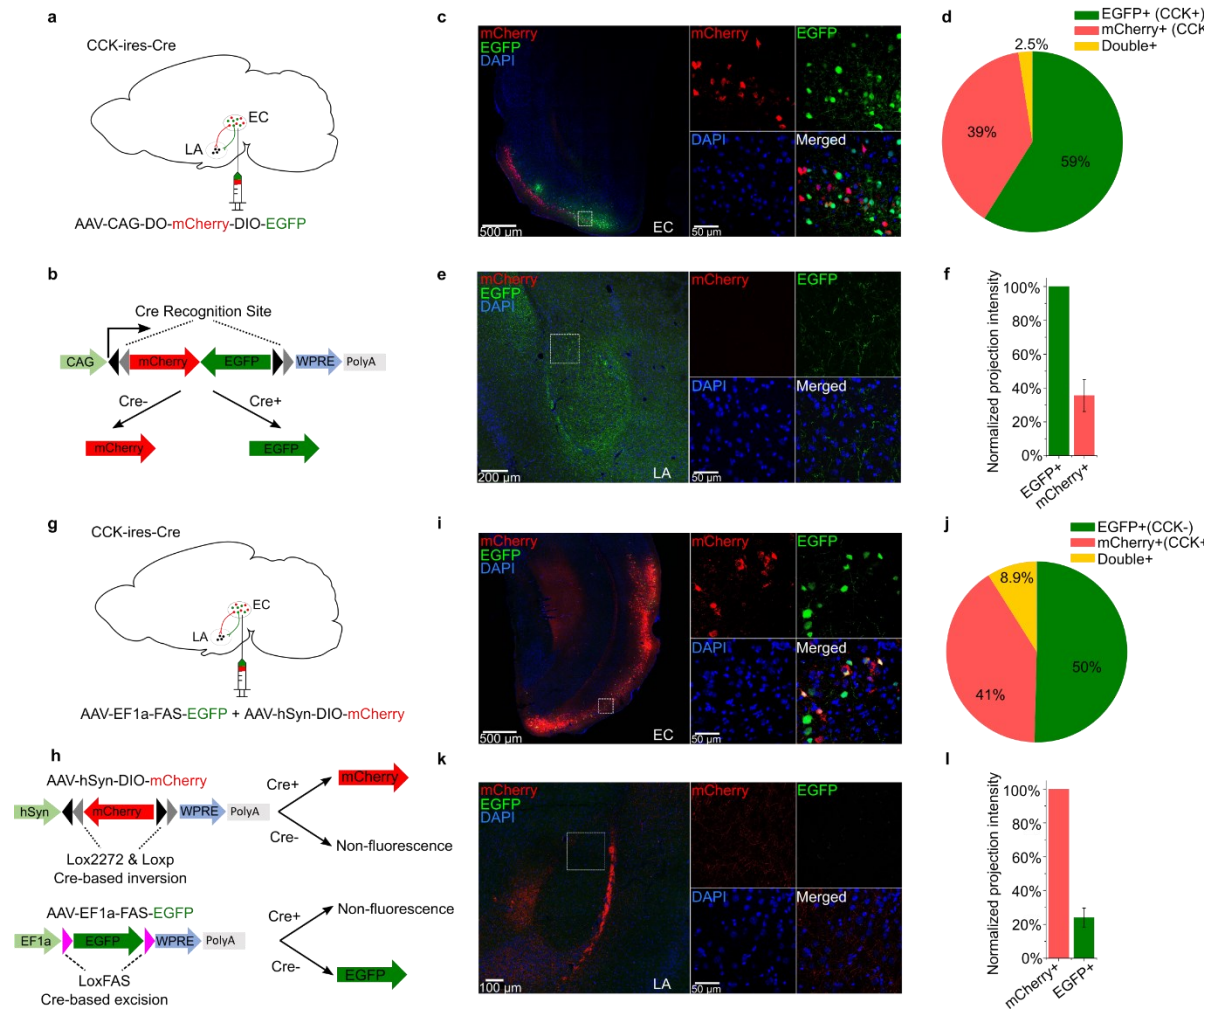 a
CCK-ires-Cre
EC
LA
AAV-CAG-DO-mCherry-DIO-EGFP
b
Cre Recognition Site
CAG
mCherry
EGFP
WPRE
PolyA
Cre-
Cre+
mCherry
EGFP
c
mCherry
EGFP
DAPI
500 µm
EC
mCherry
EGFP
DAPI
50 µm
Merged
d
EGFP+ (CCK+)
mCherry+ (CCK
Double+
2.5%
39%
59%
e
mCherry
EGFP
DAPI
200 µm
LA
mCherry
EGFP
DAPI
50 µm
Merged
f
Normalized projection intensity
100%
80%
60%
40%
20%
0%
EGFP+
mCherry+
g
CCK-ires-Cre
EC
LA
AAV-EF1a-FAS-EGFP + AAV-hSyn-DIO-mCherry
h
AAV-hSyn-DIO-mCherry
hSyn
mCherry
WPRE
PolyA
Cre+
mCherry
Cre-
Non-fluorescence
Lox2272 & Loxp
Cre-based inversion
AAV-EF1a-FAS-EGFP
EF1a
EGFP
WPRE
PolyA
Cre+
Non-fluorescence
Cre-
EGFP
LoxFAS
Cre-based excision
i
mCherry
EGFP
DAPI
500 µm
EC
mCherry
EGFP
DAPI
50 µm
Merged
j
EGFP+(CCK-)
mCherry+(CCK+
Double+
8.9%
41%
50%
k
mCherry
EGFP
DAPI
100 µm
LA
mCherry
EGFP
DAPI
50 µm
Merged
l
Normalized projection intensity
100%
80%
60%
40%
20%
0%
mCherry+
EGFP+